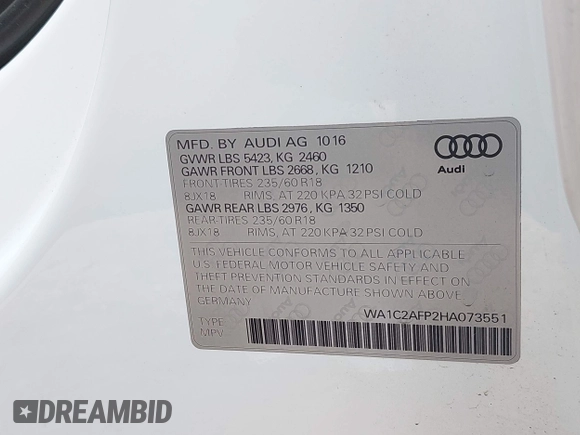 MFD. BY AUDI AG 1016
GVWR LBS 5423, KG 2460
GAWR FRONT LBS 2668, KG 1210
FRONT-TIRES 235/60 R18
8JX18 RIMS, AT 220 KPA 32 PSI COLD
GAWR REAR LBS 2976, KG 1350
REAR-TIRES 235/60 R18
8JX18 RIMS, AT 220 KPA 32 PSI COLD
Audi
THIS VEHICLE CONFORMS TO ALL APPLICABLE
U.S. FEDERAL MOTOR VEHICLE SAFETY AND
THEFT PREVENTION STANDARDS IN EFFECT ON
THE DATE OF MANUFACTURE SHOWN ABOVE
GERMANY
WA1C2AFP2HA073551
TYPE
MPV
DREAMBID